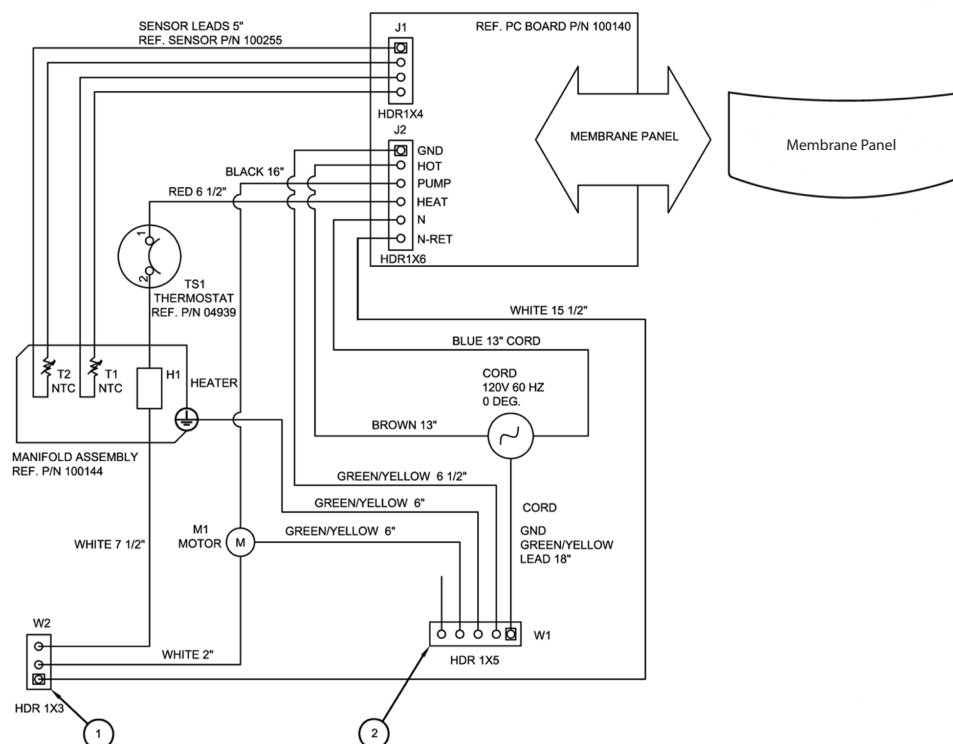 SENSOR LEADS 5"
REF. SENSOR P/N 100255
J1
REF. PC BOARD P/N 100140
HDR1X4
J2
MEMBRANE PANEL
Membrane Panel
GND
HOT
PUMP
HEAT
N
N-RET
HDR1X6
BLACK 16"
RED 6 1/2"
1
2
TS1
THERMOSTAT
REF. P/N 04939
WHITE 15 1/2"
BLUE 13" CORD
T2
NTC
T1
NTC
H1
HEATER
CORD
120V 60 HZ
0 DEG.
BROWN 13"
MANIFOLD ASSEMBLY
REF. P/N 100144
GREEN/YELLOW 6 1/2"
GREEN/YELLOW 6"
GREEN/YELLOW 6"
CORD
GND
GREEN/YELLOW
LEAD 18"
M1
MOTOR
M
WHITE 7 1/2"
W2
WHITE 2"
HDR 1X3
W1
HDR 1X5
1
2